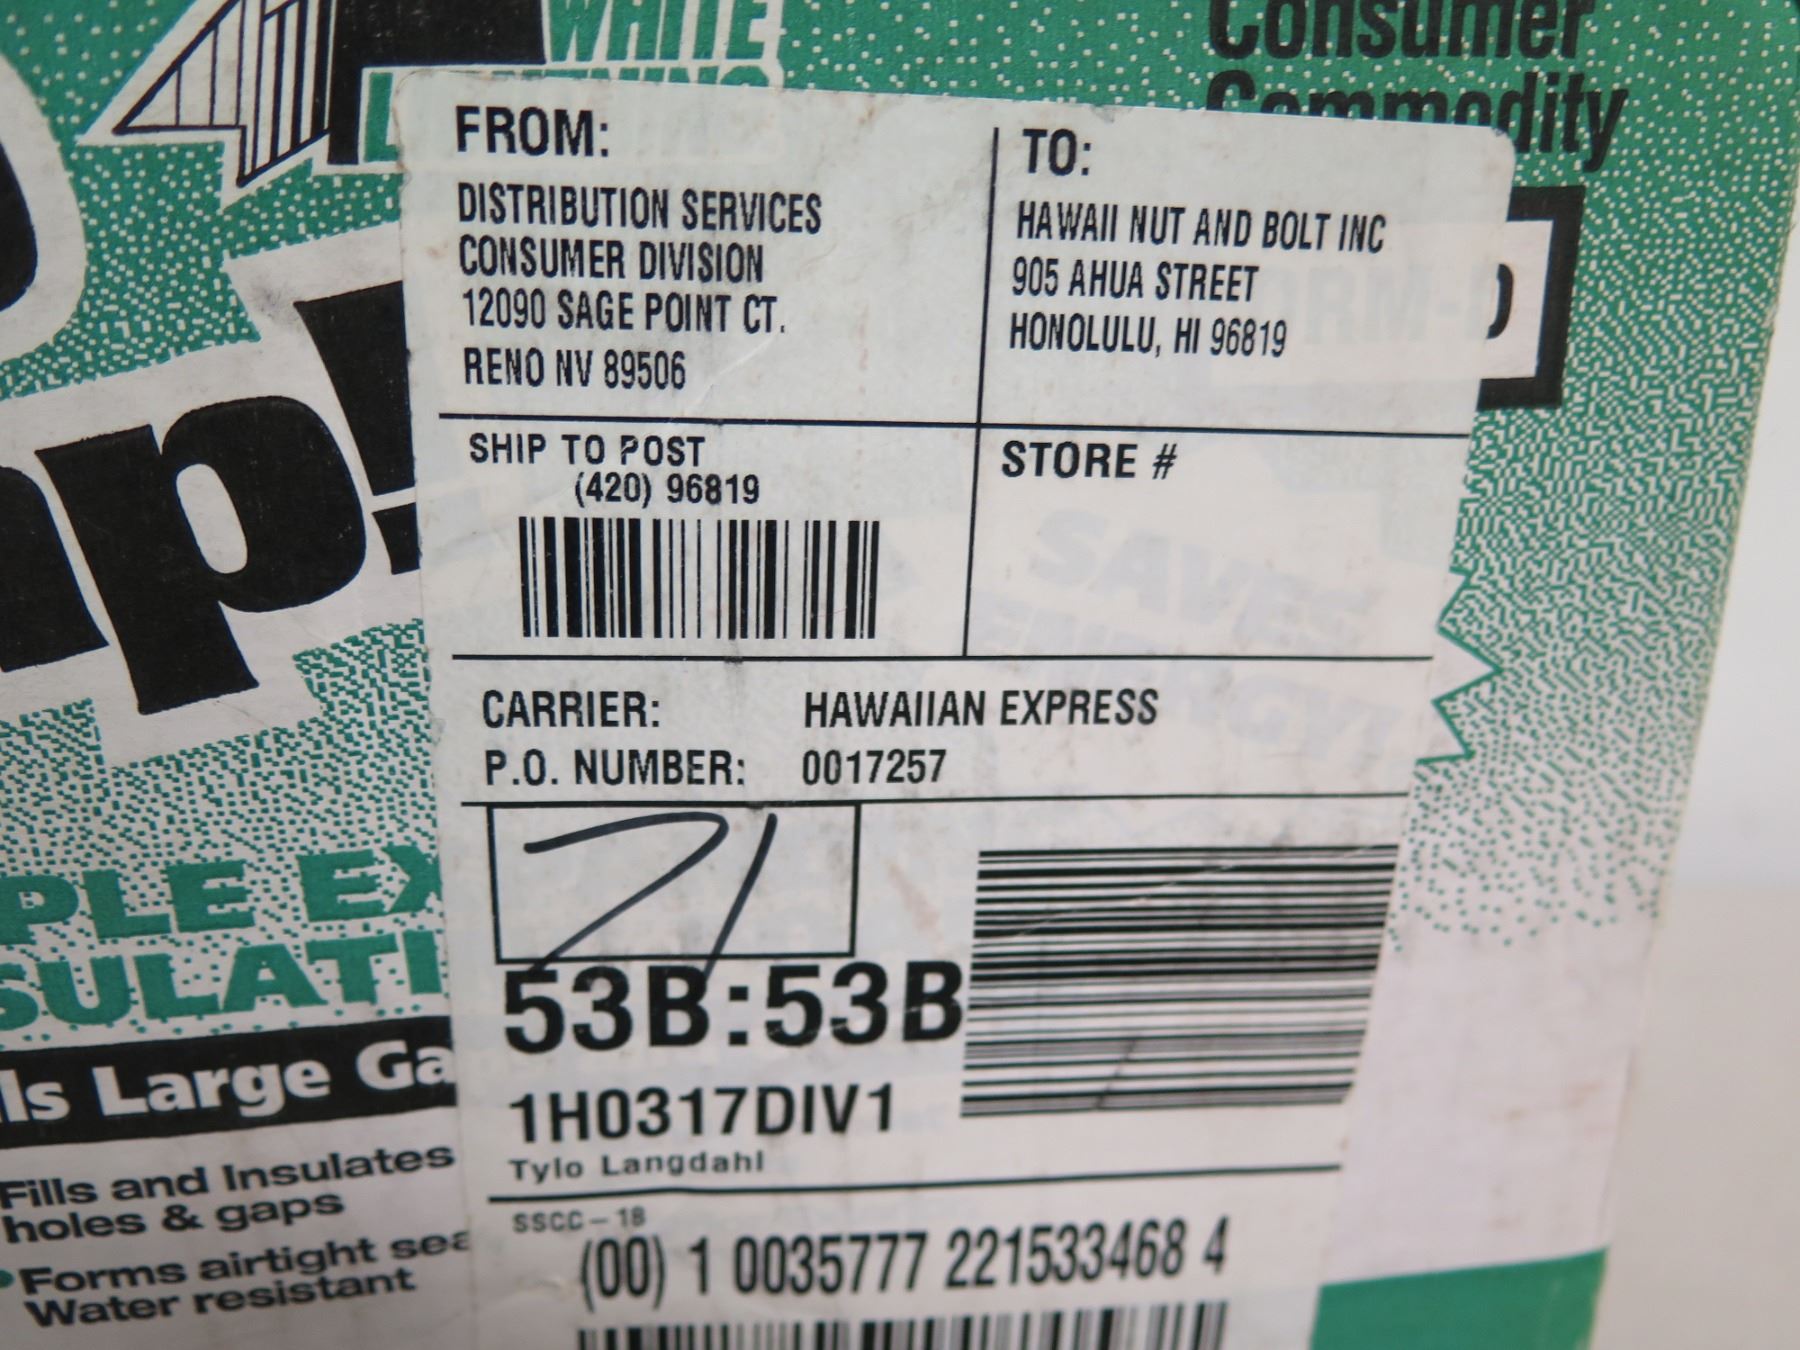 WHITE
Consumer
Commodity
FROM:
DISTRIBUTION SERVICES
CONSUMER DIVISION
12090 SAGE POINT CT.
RENO NV 89506
TO:
HAWAII NUT AND BOLT INC
905 AHUA STREET
HONOLULU, HI 96819
SHIP TO POST
(420) 96819
STORE #
SAVES
ENERGY!
CARRIER: HAWAIIAN EXPRESS
P.O. NUMBER: 0017257
21
53B:53B
1H0317DIV1
Tylo Langdahl
SSCC-18
(00) 1 0035777 221533468 4
p!
PLE EX
SULATI
ls Large Ga
Fills and Insulates
holes & gaps
Forms airtight sea
Water resistant